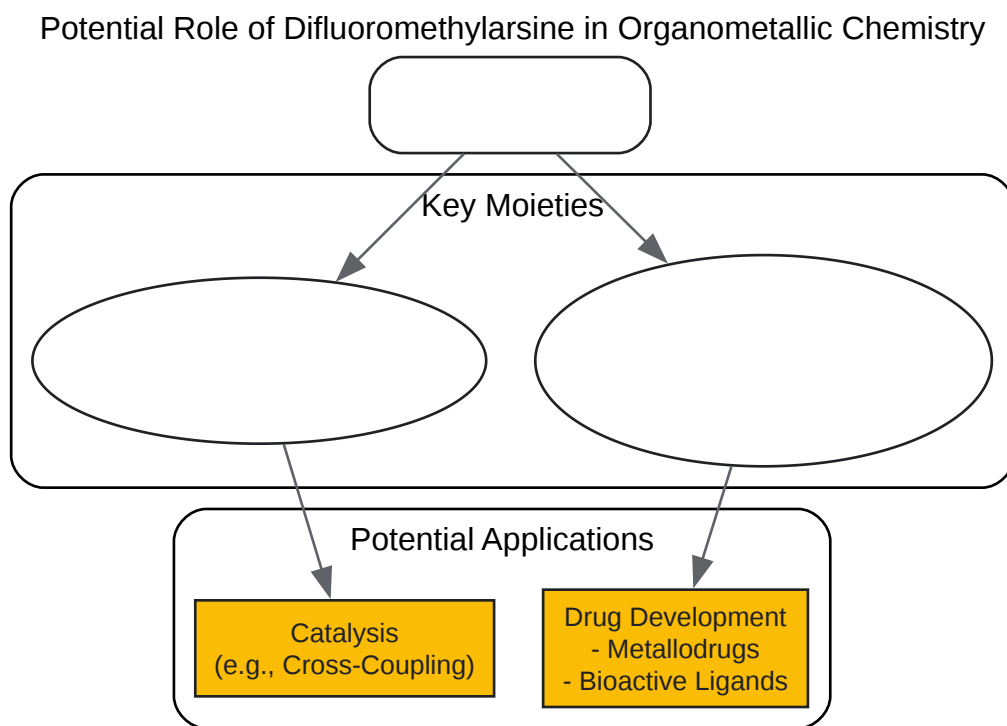 Potential Role of Difluoromethylarsine in Organometallic Chemistry
Key Moieties
Potential Applications
Catalysis
(e.g., Cross-Coupling)
Drug Development
- Metallodrugs
- Bioactive Ligands